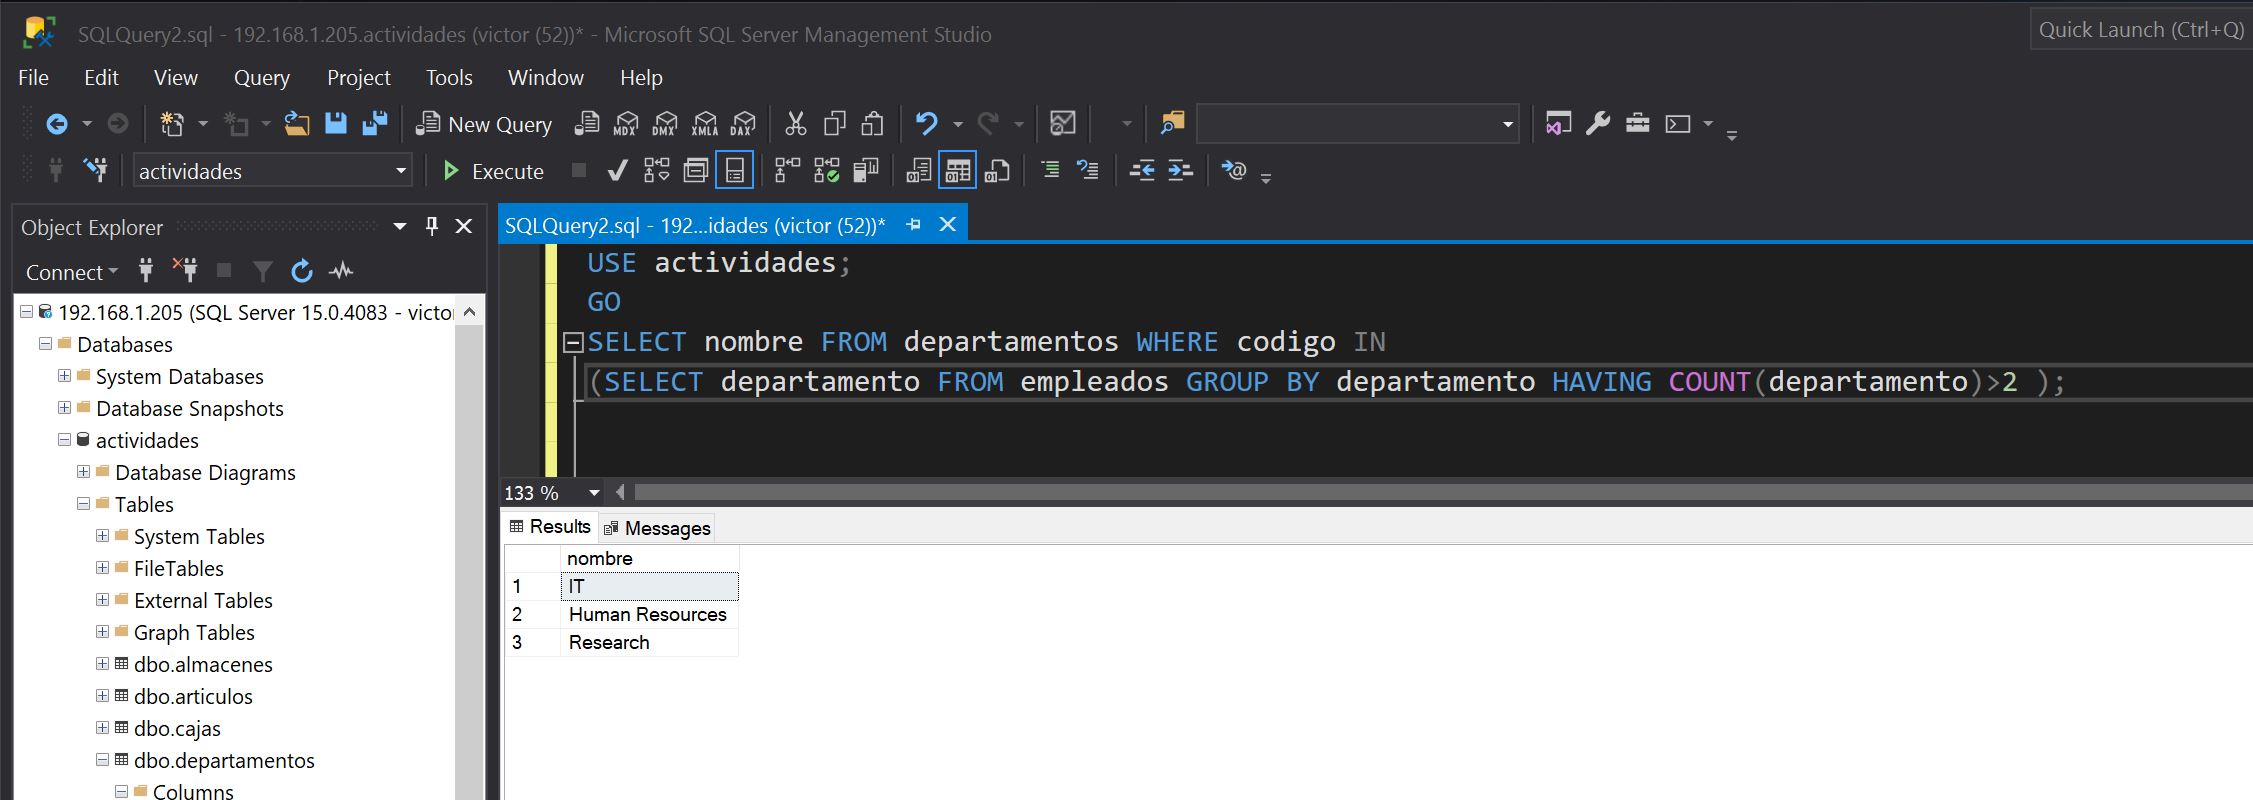 SQLQuery2.sql - 192.168.1.205.actividades (victor (52))* - Microsoft SQL Server Management Studio
Quick Launch (Ctrl+Q)
File Edit View Query Project Tools Window Help
New Query MDX DMX XMLA DAX
actividades Execute
Object Explorer
Connect
192.168.1.205 (SQL Server 15.0.4083 - victo
Databases
System Databases
Database Snapshots
actividades
Database Diagrams
Tables
System Tables
FileTables
External Tables
Graph Tables
dbo.almacenes
dbo.articulos
dbo.cajas
dbo.departamentos
Columns
SQLQuery2.sql - 192...idades (victor (52))*
USE actividades;
GO
SELECT nombre FROM departamentos WHERE codigo IN
(SELECT departamento FROM empleados GROUP BY departamento HAVING COUNT(departamento)>2 );
133 %
Results Messages
nombre
1 IT
2 Human Resources
3 Research